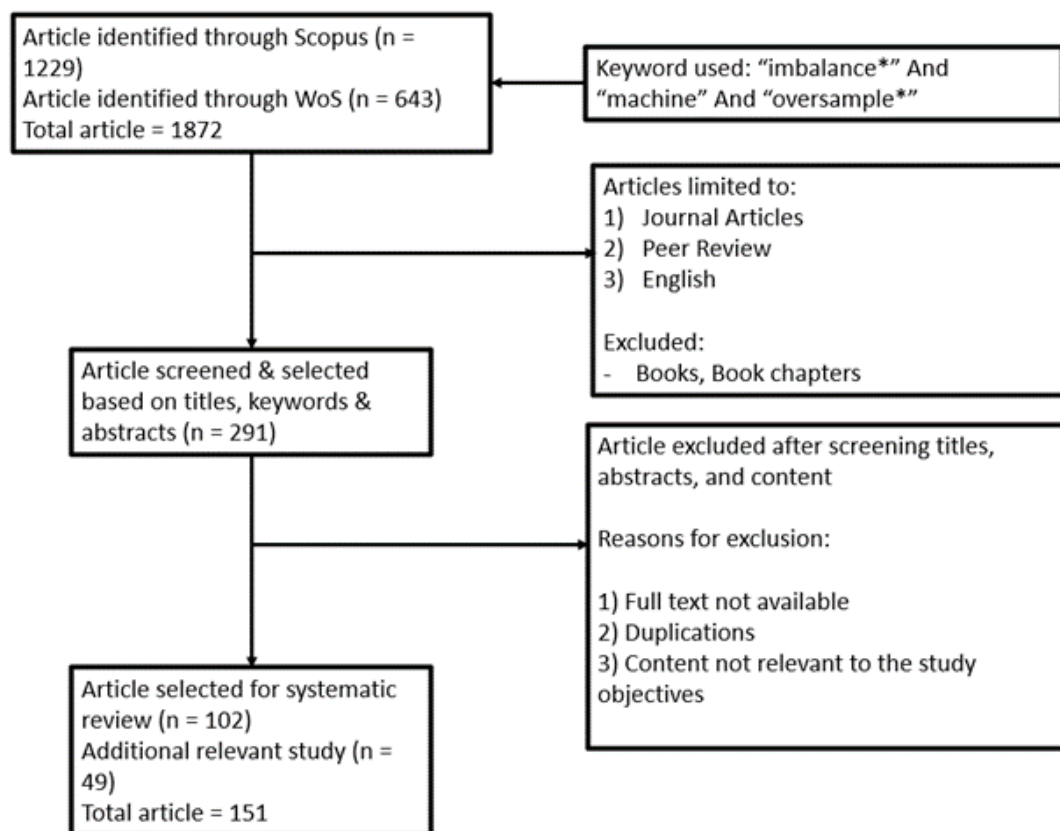 Article identified through Scopus (n =
1229)
Article identified through WoS (n = 643)
Total article = 1872
Keyword used: “imbalance*” And
“machine” And “oversample*”
Articles limited to:
1) Journal Articles
2) Peer Review
3) English
Excluded:
- Books, Book chapters
Article screened & selected
based on titles, keywords &
abstracts (n = 291)
Article excluded after screening titles,
abstracts, and content
Reasons for exclusion:
1) Full text not available
2) Duplications
3) Content not relevant to the study
objectives
Article selected for systematic
review (n = 102)
Additional relevant study (n =
49)
Total article = 151